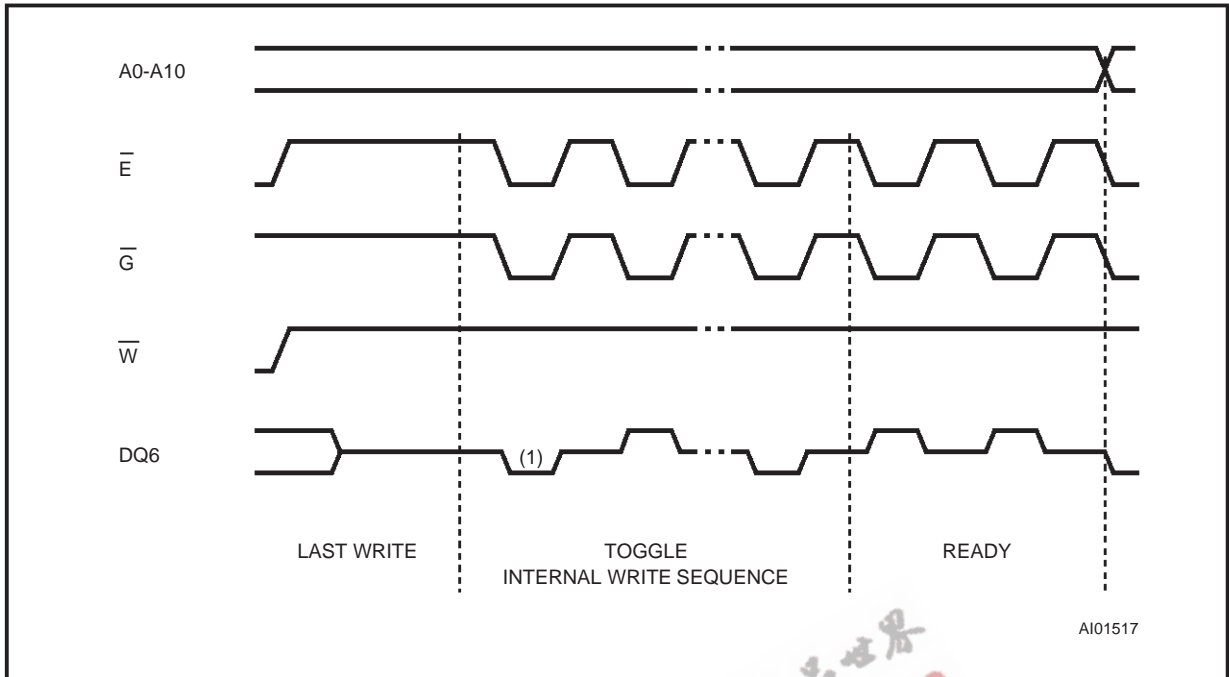 A0-A10
E
G
W
DQ6
(1)
LAST WRITE
TOGGLE
READY
INTERNAL WRITE SEQUENCE
AI01517